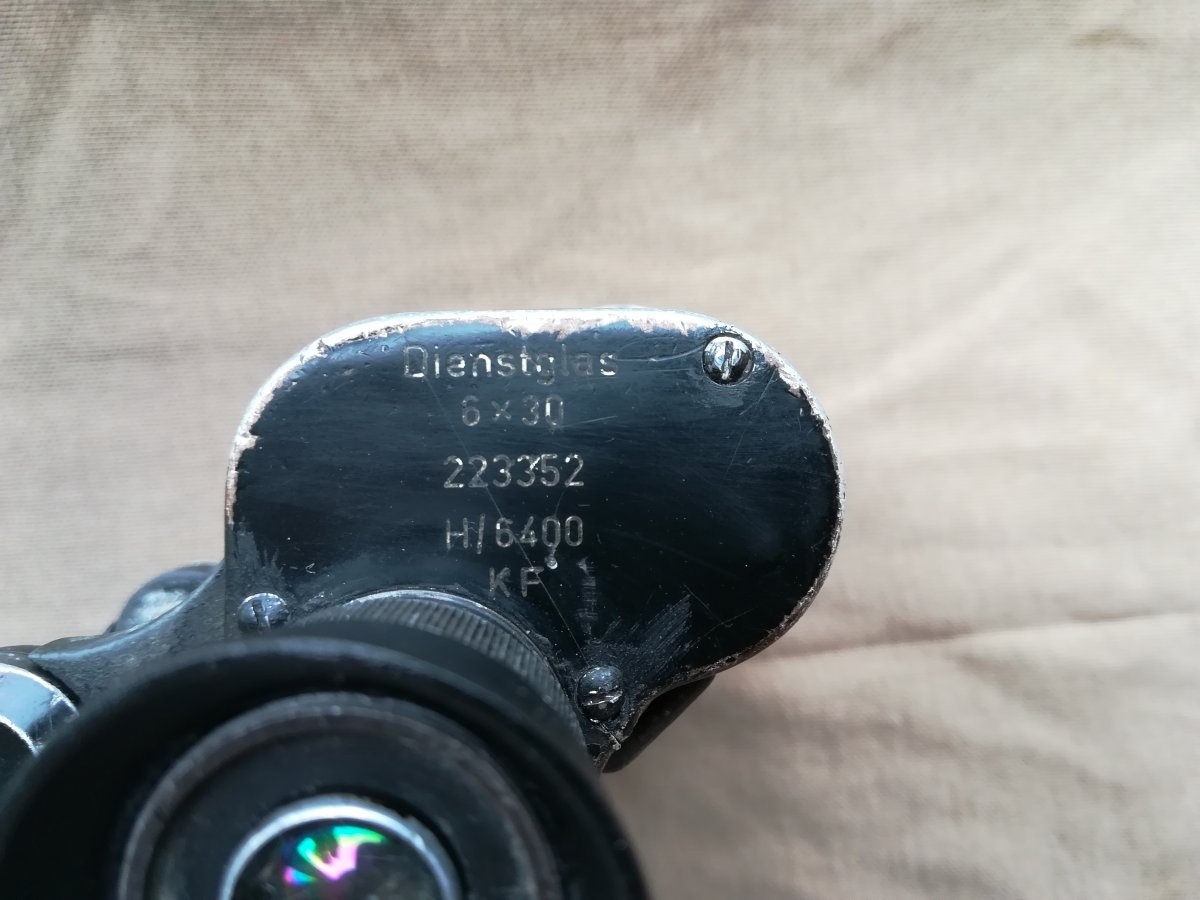 Dienstglas
6 × 30
223352
H/6400
KF